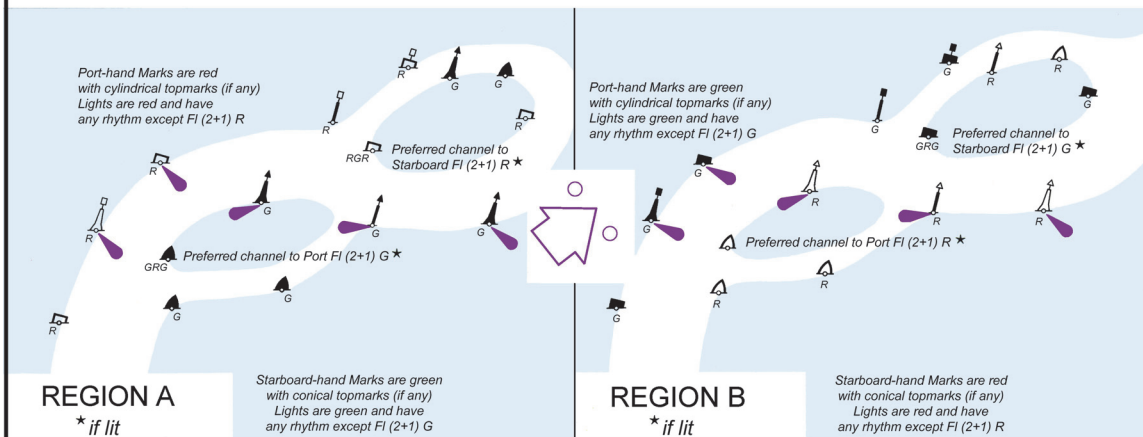 Port-hand Marks are red
with cylindrical topmarks (if any)
Lights are red and have
any rhythm except Fl (2+1) R
R
G
G
R
R
RGR
Preferred channel to
Starboard Fl (2+1) R ★
R
G
R
G
G
GRG
Preferred channel to Port Fl (2+1) G ★
G
G
R
REGION A
★ if lit
Starboard-hand Marks are green
with conical topmarks (if any)
Lights are green and have
any rhythm except Fl (2+1) G
Port-hand Marks are green
with cylindrical topmarks (if any)
Lights are green and have
any rhythm except Fl (2+1) G
G
R
R
G
G
GRG
Preferred channel to
Starboard Fl (2+1) G ★
G
R
G
R
R
Preferred channel to Port Fl (2+1) R ★
R
R
G
REGION B
★ if lit
Starboard-hand Marks are red
with conical topmarks (if any)
Lights are red and have
any rhythm except Fl (2+1) R